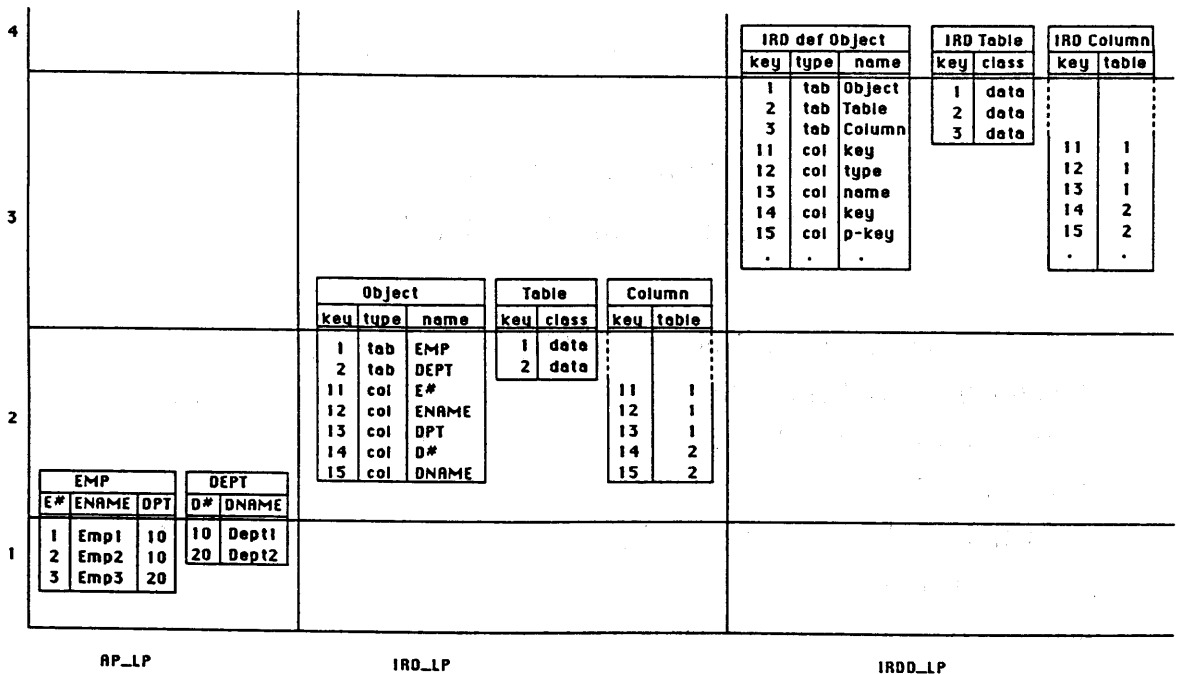 4
IRD def Object
key type name
1 tab Object
2 tab Table
3 tab Column
11 col key
12 col type
13 col name
14 col key
15 col p-key
. . .
IRD Table
key class
1 data
2 data
3 data
IRD Column
key table
11 1
12 1
13 1
14 2
15 2
. .
3
Object
key type name
1 tab EMP
2 tab DEPT
11 col E#
12 col ENAME
13 col DPT
14 col D#
15 col DNAME
Table
key class
1 data
2 data
Column
key table
11 1
12 1
13 1
14 2
15 2
2
EMP
E# ENAME DPT
1 Emp1 10
2 Emp2 10
3 Emp3 20
DEPT
D# DNAME
10 Dept1
20 Dept2
1
AP_LP
IRD_LP
IRDD_LP